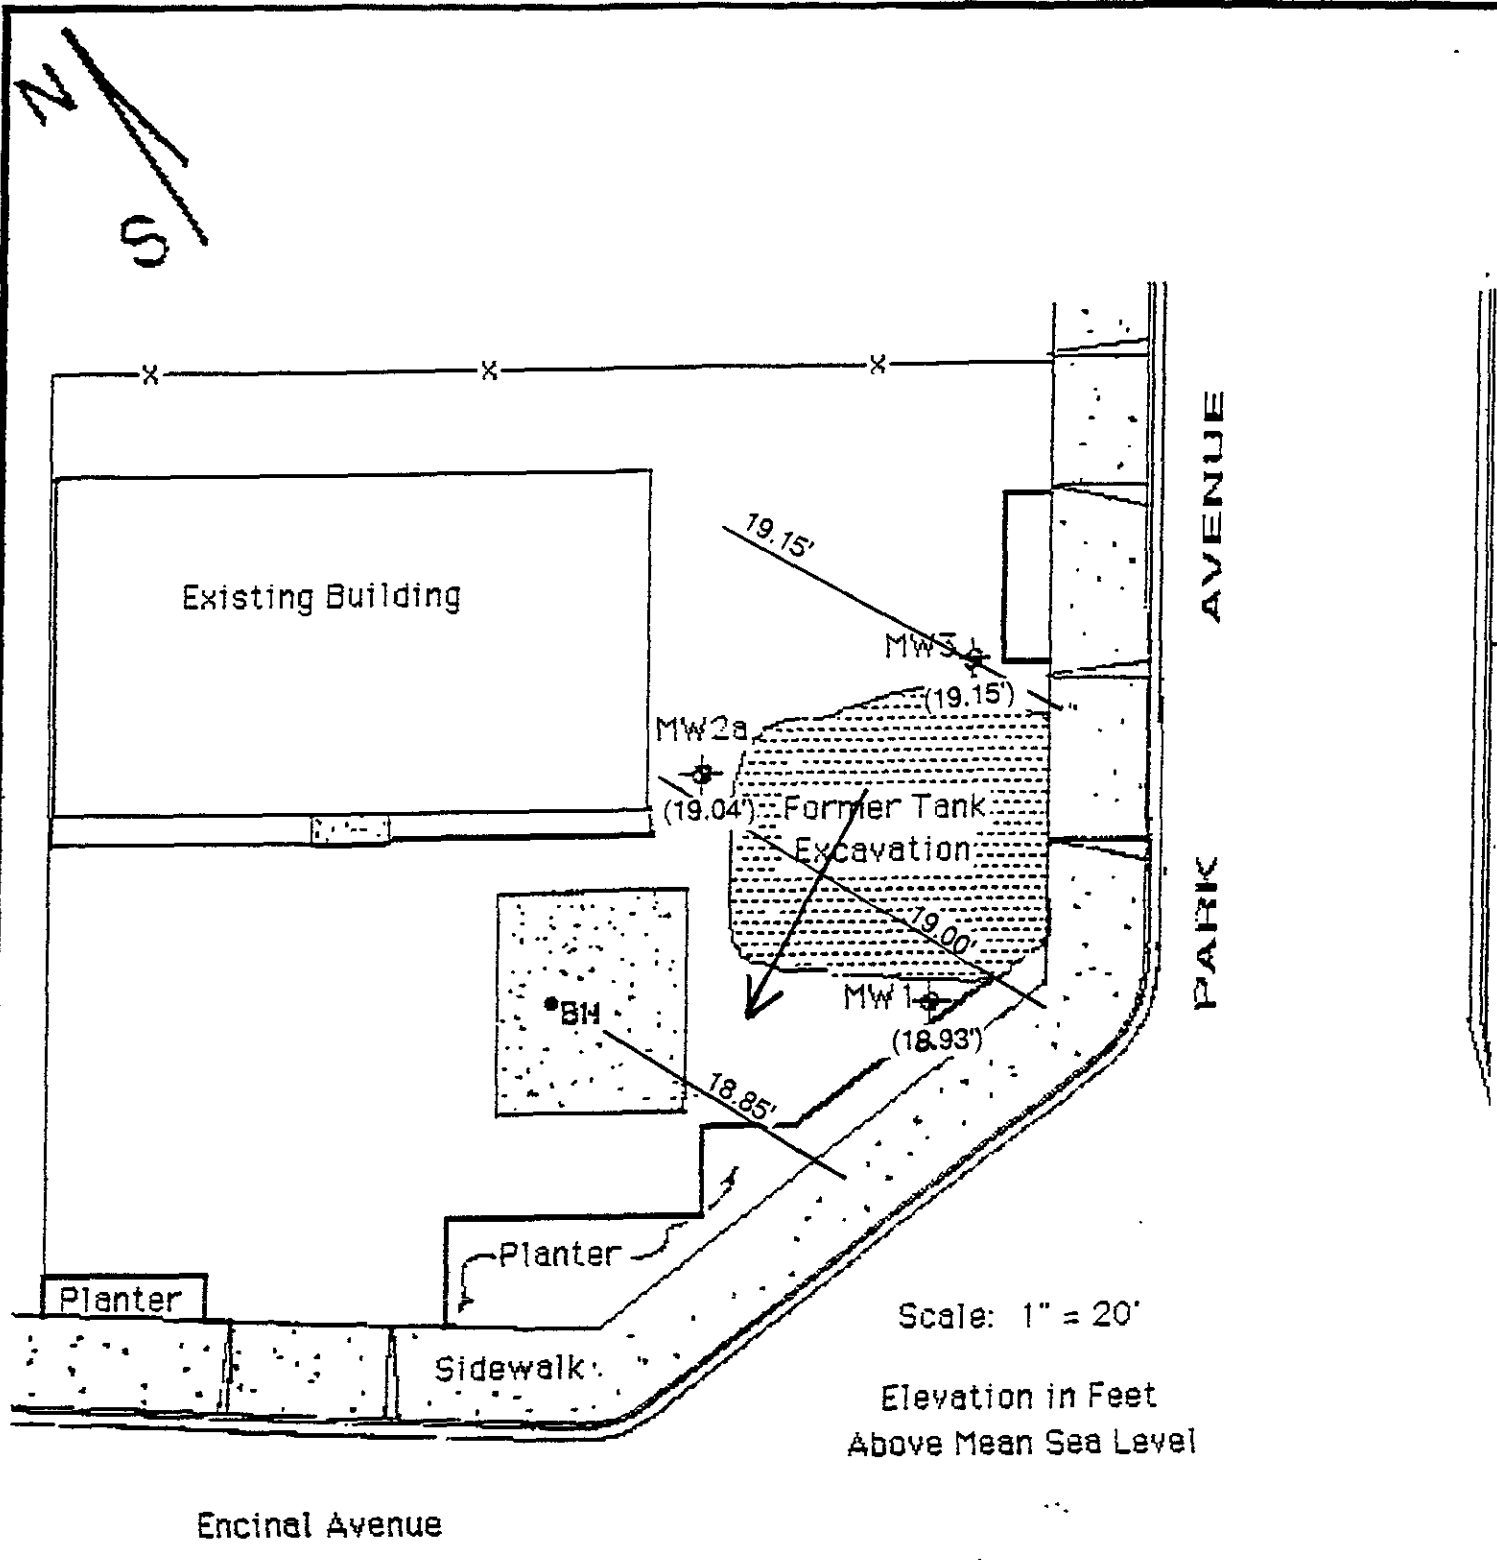 N
S
x
x
x
AVENUE
19.15'
Existing Building
MW3
(19.15')
MW2a
(19.04')
Former Tank
Excavation
PARK
19.00'
MW1
(18.93')
BH
18.85'
Planter
Planter
Scale: 1" = 20'
Sidewalk
Elevation in Feet
Above Mean Sea Level
Encinal Avenue